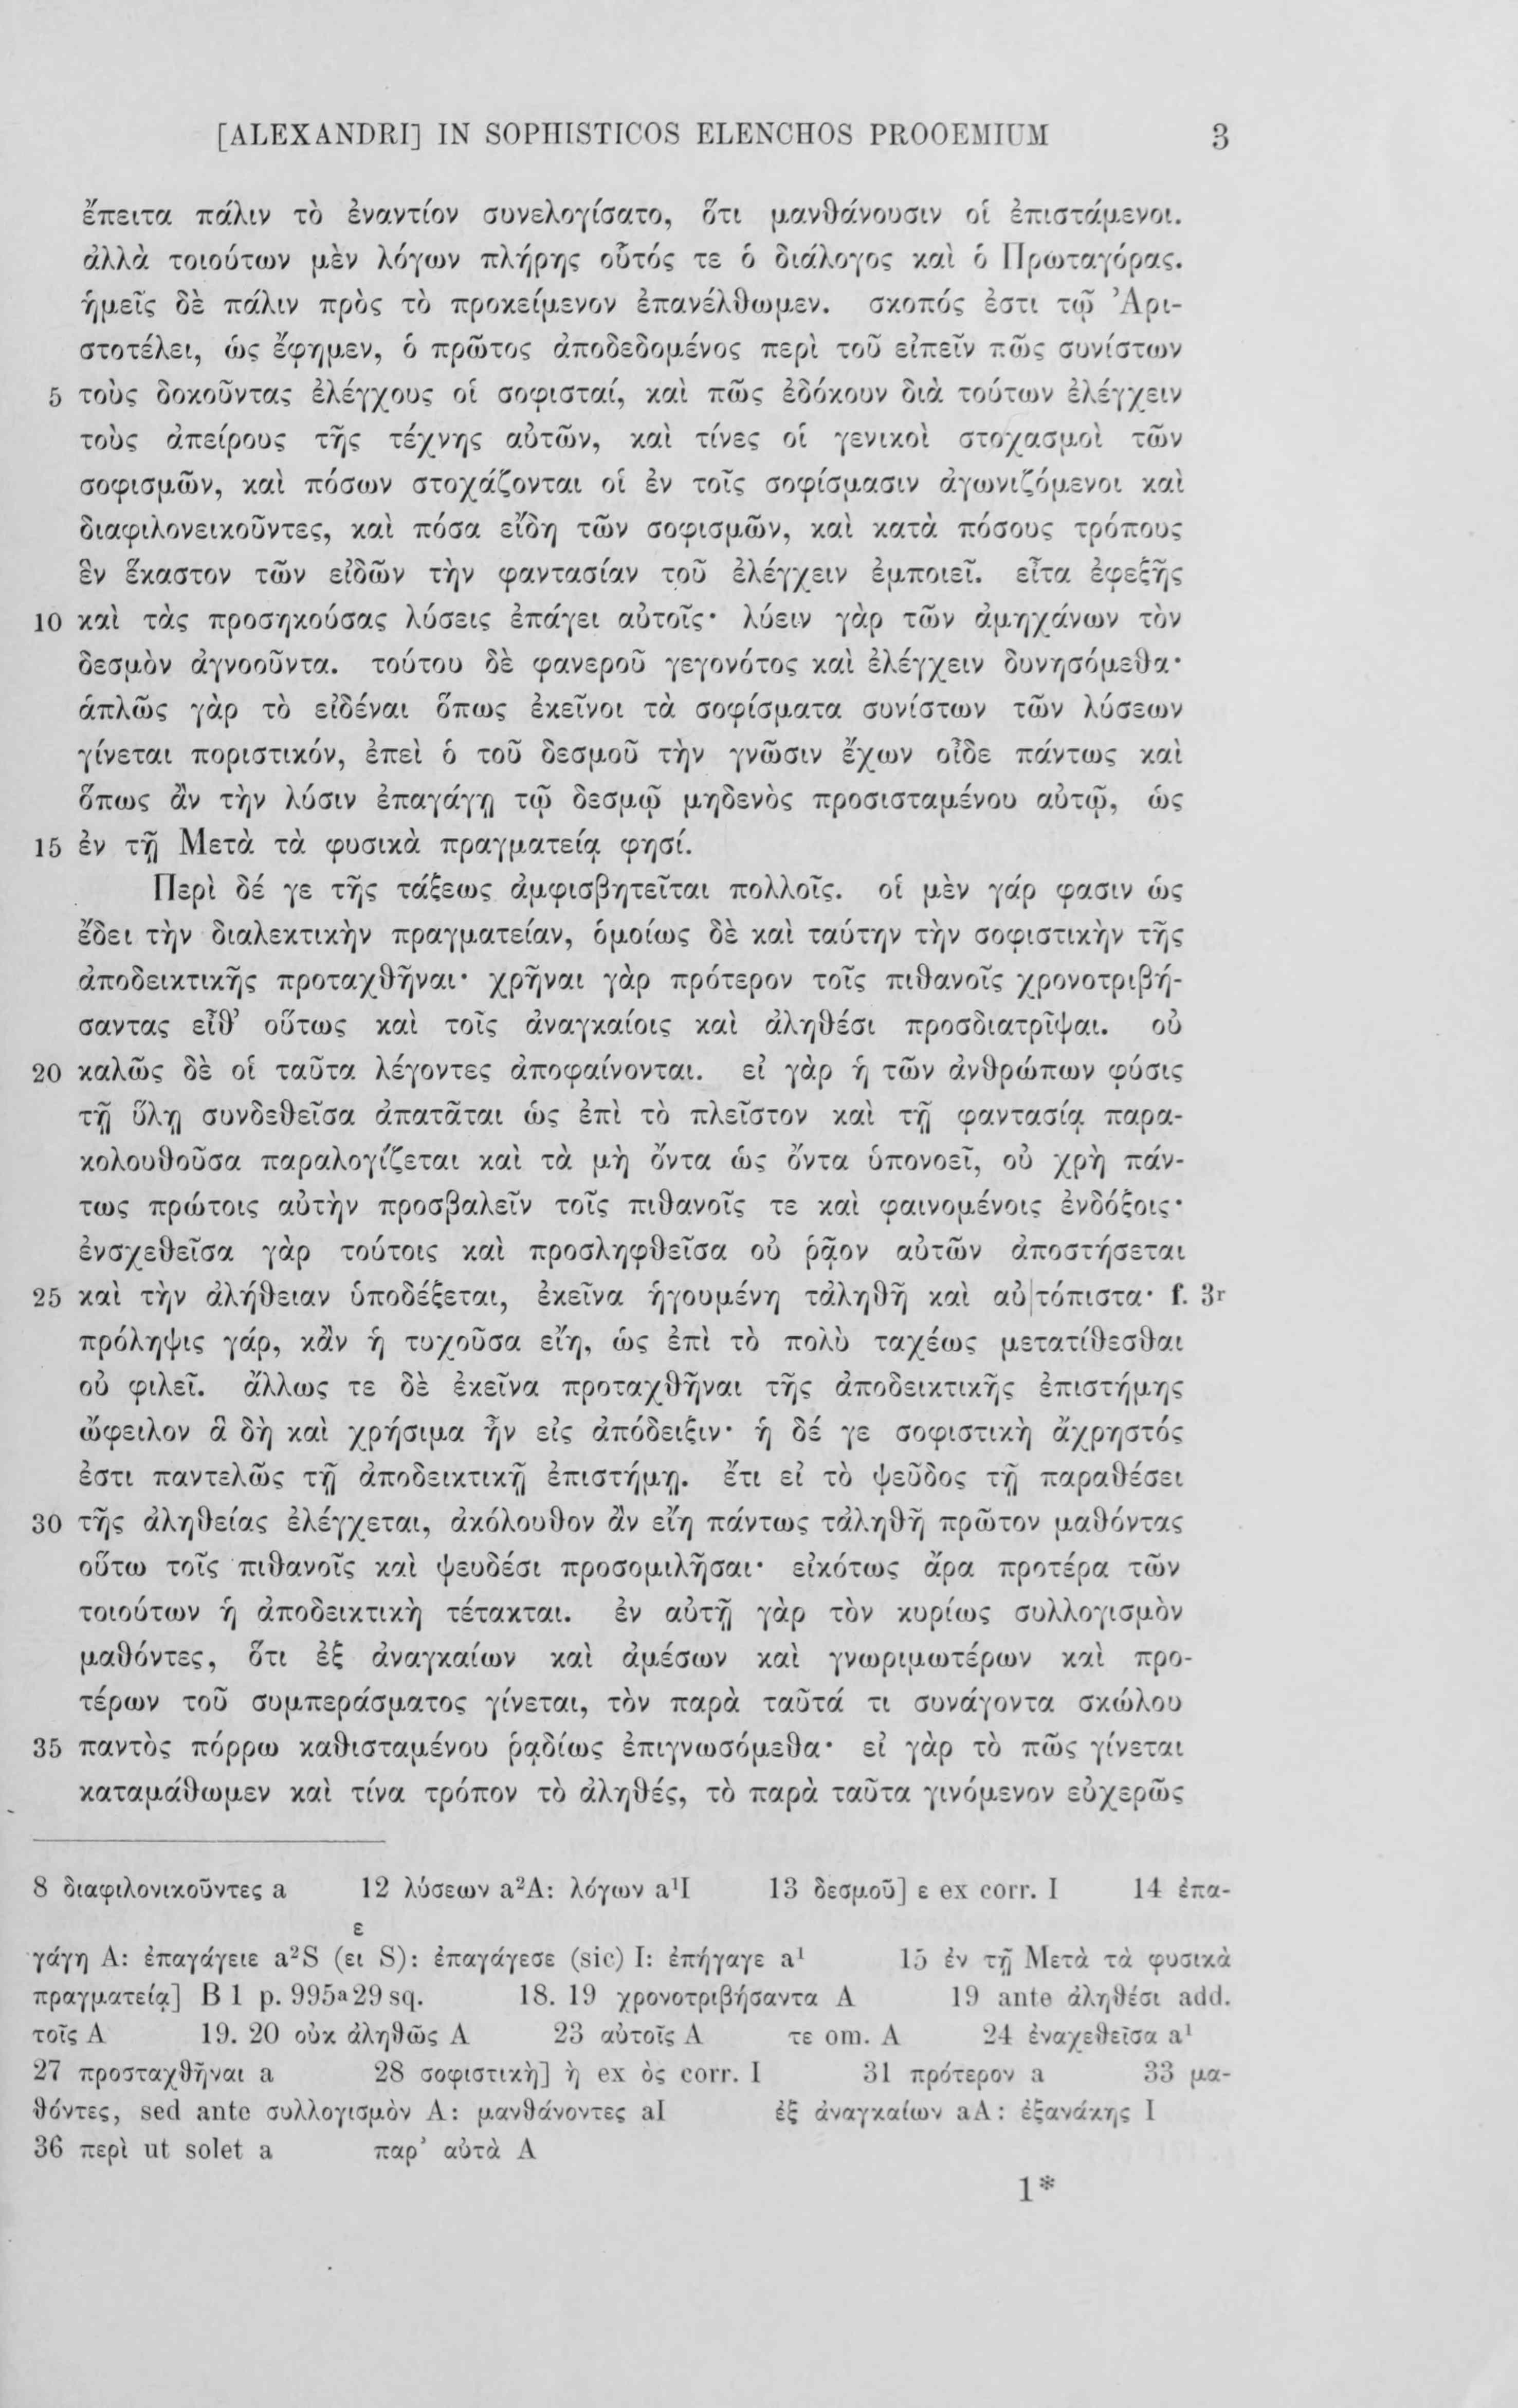 [ALEXANDRI] IN SOPHISTICOS ELENCHOS PROOEMIUM 3
ἔπειτα πάλιν τὸ ἐναντίον συνελογίσατο, ὅτι μανθάνουσιν οἱ ἐπιστάμενοι.
ἀλλὰ τοιούτων μὲν λόγων πλήρης οὗτός τε ὁ διάλογος καὶ ὁ Πρωταγόρας.
ἡμεῖς δὲ πάλιν πρὸς τὸ προκείμενον ἐπανέλθωμεν. σκοπός ἐστι τῷ Ἀρι-
στοτέλει, ὡς ἔφημεν, ὁ πρῶτος ἀποδεδομένος περὶ τοῦ εἰπεῖν πῶς συνίστων
5 τοὺς δοκοῦντας ἐλέγχους οἱ σοφισταί, καὶ πῶς ἐδόκουν διὰ τούτων ἐλέγχειν
τοὺς ἀπείρους τῆς τέχνης αὐτῶν, καὶ τίνες οἱ γενικοὶ στοχασμοὶ τῶν
σοφισμῶν, καὶ πόσων στοχάζονται οἱ ἐν τοῖς σοφίσμασιν ἀγωνιζόμενοι καὶ
διαφιλονεικοῦντες, καὶ πόσα εἴδη τῶν σοφισμῶν, καὶ κατὰ πόσους τρόπους
ἓν ἕκαστον τῶν εἰδῶν τὴν φαντασίαν τοῦ ἐλέγχειν ἐμποιεῖ. εἶτα ἐφεξῆς
10 καὶ τὰς προσηκούσας λύσεις ἐπάγει αὐτοῖς· λύειν γὰρ τῶν ἀμηχάνων τὸν
δεσμὸν ἀγνοοῦντα. τούτου δὲ φανεροῦ γεγονότος καὶ ἐλέγχειν δυνησόμεθα·
ἁπλῶς γὰρ τὸ εἰδέναι ὅπως ἐκεῖνοι τὰ σοφίσματα συνίστων τῶν λύσεων
γίνεται ποριστικόν, ἐπεὶ ὁ τοῦ δεσμοῦ τὴν γνῶσιν ἔχων οἶδε πάντως καὶ
ὅπως ἂν τὴν λύσιν ἐπαγάγῃ τῷ δεσμῷ μηδενὸς προσισταμένου αὐτῷ, ὡς
15 ἐν τῇ Μετὰ τὰ φυσικὰ πραγματείᾳ φησί.
Περὶ δέ γε τῆς τάξεως ἀμφισβητεῖται πολλοῖς. οἱ μὲν γάρ φασιν ὡς
ἔδει τὴν διαλεκτικὴν πραγματείαν, ὁμοίως δὲ καὶ ταύτην τὴν σοφιστικὴν τῆς
ἀποδεικτικῆς προταχθῆναι· χρῆναι γὰρ πρότερον τοῖς πιθανοῖς χρονοτριβή-
σαντας εἶθ’ οὕτως καὶ τοῖς ἀναγκαίοις καὶ ἀληθέσι προσδιατρῖψαι. οὐ
20 καλῶς δὲ οἱ ταῦτα λέγοντες ἀποφαίνονται. εἰ γὰρ ἡ τῶν ἀνθρώπων φύσις
τῇ ὕλῃ συνδεθεῖσα ἀπατᾶται ὡς ἐπὶ τὸ πλεῖστον καὶ τῇ φαντασίᾳ παρα-
κολουθοῦσα παραλογίζεται καὶ τὰ μὴ ὄντα ὡς ὄντα ὑπονοεῖ, οὐ χρὴ πάν-
τως πρώτοις αὐτὴν προσβαλεῖν τοῖς πιθανοῖς τε καὶ φαινομένοις ἐνδόξοις·
ἐνσχεθεῖσα γὰρ τούτοις καὶ προσληφθεῖσα οὐ ῥᾷον αὐτῶν ἀποστήσεται
25 καὶ τὴν ἀλήθειαν ὑποδέξεται, ἐκεῖνα ἡγουμένη τἀληθῆ καὶ αὐ|τόπιστα· f. 3r
πρόληψις γάρ, κἂν ἡ τυχοῦσα εἴη, ὡς ἐπὶ τὸ πολὺ ταχέως μετατίθεσθαι
οὐ φιλεῖ. ἄλλως τε δὲ ἐκεῖνα προταχθῆναι τῆς ἀποδεικτικῆς ἐπιστήμης
ὤφειλον ἃ δὴ καὶ χρήσιμα ἦν εἰς ἀπόδειξιν· ἡ δέ γε σοφιστικὴ ἄχρηστός
ἐστι παντελῶς τῇ ἀποδεικτικῇ ἐπιστήμῃ. ἔτι εἰ τὸ ψεῦδος τῇ παραθέσει
30 τῆς ἀληθείας ἐλέγχεται, ἀκόλουθον ἂν εἴη πάντως τἀληθῆ πρῶτον μαθόντας
οὕτω τοῖς πιθανοῖς καὶ ψευδέσι προσομιλῆσαι· εἰκότως ἄρα προτέρα τῶν
τοιούτων ἡ ἀποδεικτικὴ τέτακται. ἐν αὐτῇ γὰρ τὸν κυρίως συλλογισμὸν
μαθόντες, ὅτι ἐξ ἀναγκαίων καὶ ἀμέσων καὶ γνωριμωτέρων καὶ προ-
τέρων τοῦ συμπεράσματος γίνεται, τὸν παρὰ ταῦτά τι συνάγοντα σκώλου
35 παντὸς πόρρω καθισταμένου ῥᾳδίως ἐπιγνωσόμεθα· εἰ γὰρ τὸ πῶς γίνεται
καταμάθωμεν καὶ τίνα τρόπον τὸ ἀληθές, τὸ παρὰ ταῦτα γινόμενον εὐχερῶς
8 διαφιλονικοῦντες a 12 λύσεων a²A: λόγων a¹I 13 δεσμοῦ] ε ex corr. I 14 ἐπα-
ε
γάγη A: ἐπαγάγειε a²S (ει S): ἐπαγάγεσε (sic) I: ἐπήγαγε a¹ 15 ἐν τῇ Μετὰ τὰ φυσικὰ
πραγματείᾳ] B 1 p. 995ᵃ29 sq. 18. 19 χρονοτριβήσαντα A 19 ante ἀληθέσι add.
τοῖς A 19. 20 οὐκ ἀληθῶς A 23 αὐτοῖς A τε om. A 24 ἐναχεθεῖσα a¹
27 προσταχθῆναι a 28 σοφιστικὴ] ὴ ex ὸς corr. I 31 πρότερον a 33 μα-
θόντες, sed ante συλλογισμὸν A: μανθάνοντες aI ἐξ ἀναγκαίων aA: ἐξανάκης I
36 περὶ ut solet a παρ’ αὐτὰ A
1*